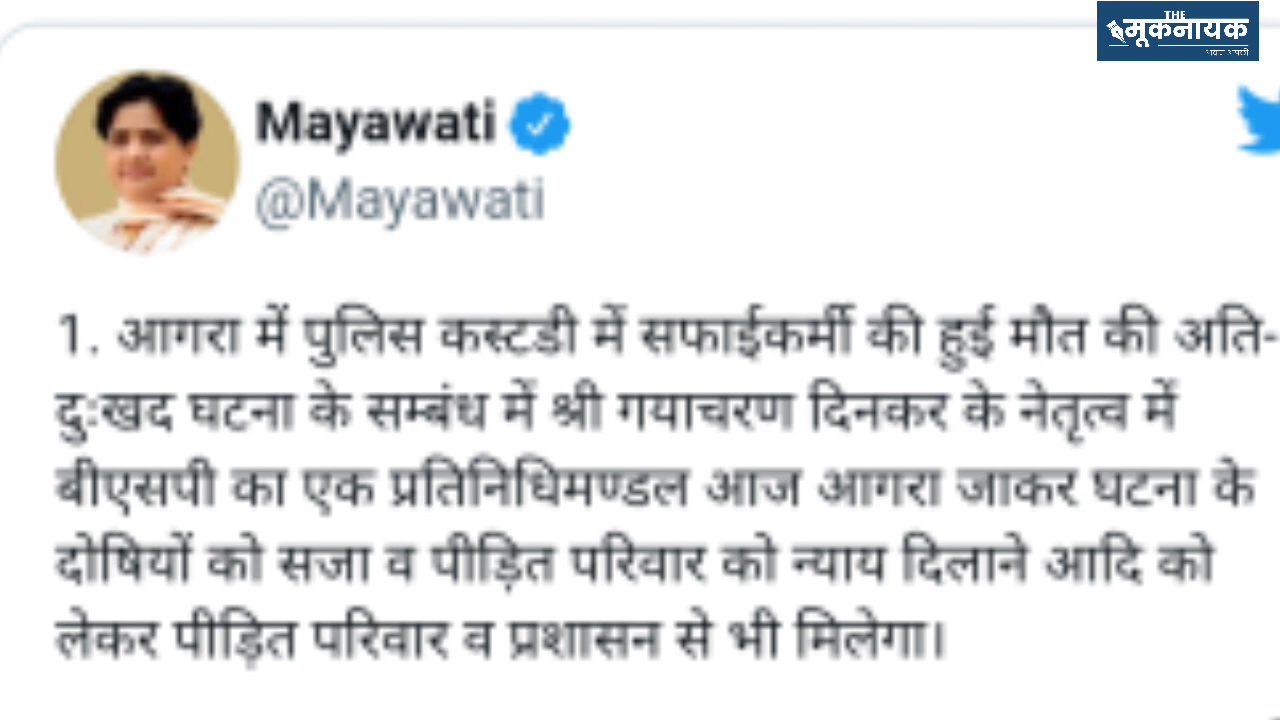 THE
मूकनायक
Mayawati
@Mayawati
1. आगरा में पुलिस कस्टडी में सफाईकर्मी की हुई मौत की अति-
दुःखद घटना के सम्बंध में श्री गयाचरण दिनकर के नेतृत्व में
बीएसपी का एक प्रतिनिधिमण्डल आज आगरा जाकर घटना के
दोषियों को सजा व पीड़ित परिवार को न्याय दिलाने आदि को
लेकर पीड़ित परिवार व प्रशासन से भी मिलेगा।